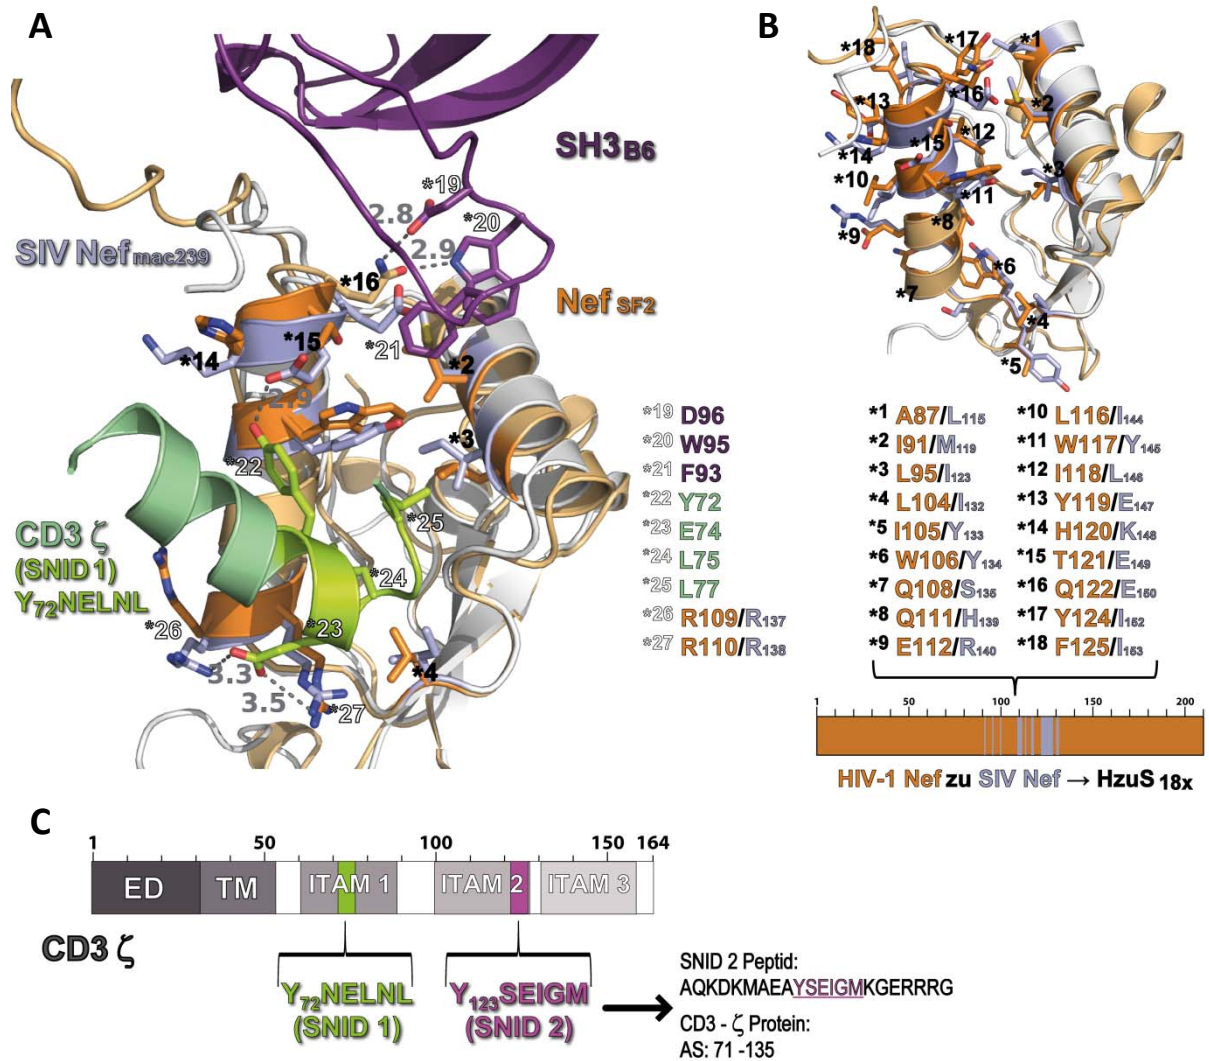 A
SH3B6
*19
2.8
*20
2.9
SIV Nef mac239
*16
Nef SF2
*15
*21
*14
*2
2.9
*3
*22
*25
CD3 ζ
(SNID 1)
Y72NELNL
*24
*26
*23
*4
3.3
3.5
*27
B
*17
*1
*18
*16
*2
*13
*12
*15
*14
*3
*10
*11
*9
*8
*6
*7
*4
*5
*19 D96
*20 W95
*21 F93
*22 Y72
*23 E74
*24 L75
*25 L77
*26 R109/R137
*27 R110/R138
*1 A87/L115
*2 I91/M119
*3 L95/I123
*4 L104/I132
*5 I105/Y133
*6 W106/Y134
*7 Q108/S135
*8 Q111/H139
*9 E112/R140
*10 L116/I144
*11 W117/Y145
*12 I118/L146
*13 Y119/E147
*14 H120/K148
*15 T121/E149
*16 Q122/E150
*17 Y124/I152
*18 F125/I153
1 50 100 150 200
HIV-1 Nef zu SIV Nef → HzuS 18x
C
1 50 100 150 164
ED TM ITAM 1 ITAM 2 ITAM 3
CD3 ζ
Y72NELNL
(SNID 1)
Y123SEIGM
(SNID 2)
SNID 2 Peptid:
AQKDKMAEAYSEIGMKGERRRG
CD3 - ζ Protein:
AS: 71 -135